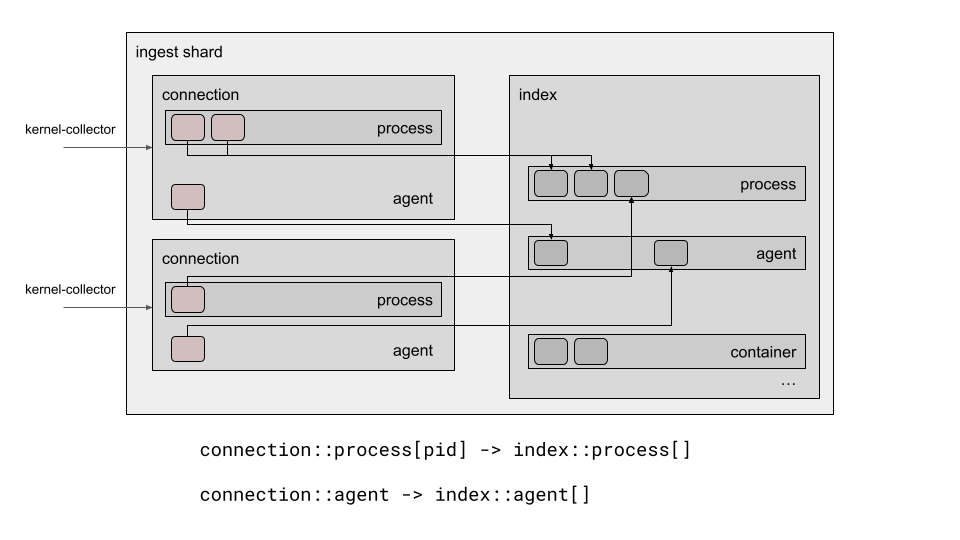 ingest shard
connection
index
kernel-collector
process
process
agent
agent
connection
kernel-collector
process
agent
container
...
connection::process[pid] -> index::process[]
connection::agent -> index::agent[]